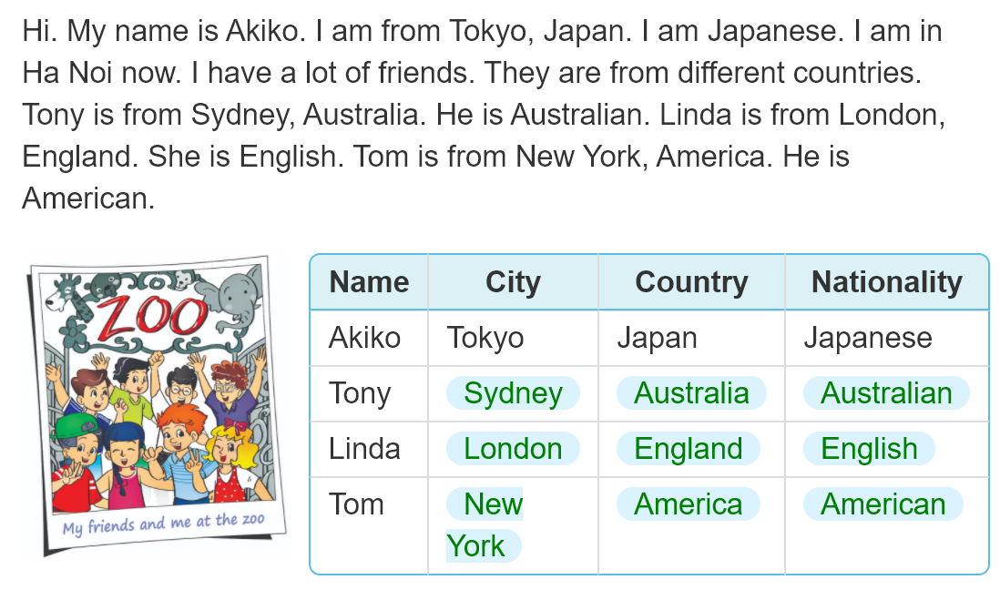 Hi. My name is Akiko. I am from Tokyo, Japan. I am Japanese. I am in
Ha Noi now. I have a lot of friends. They are from different countries.
Tony is from Sydney, Australia. He is Australian. Linda is from London,
England. She is English. Tom is from New York, America. He is
American.
ZOO
My friends and me at the zoo
Name City Country Nationality
Akiko Tokyo Japan Japanese
Tony Sydney Australia Australian
Linda London England English
Tom New America American
York